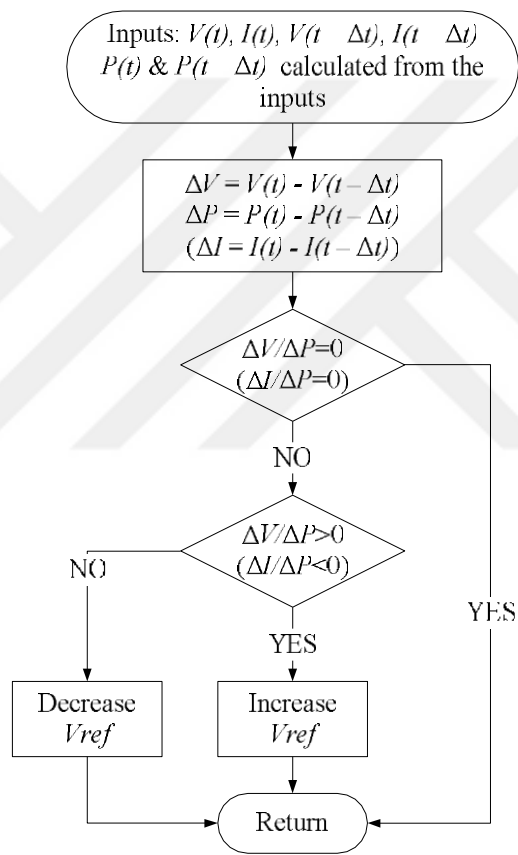 Inputs: V(t), I(t), V(t Δt), I(t Δt)
P(t) & P(t Δt) calculated from the
inputs
ΔV = V(t) - V(t – Δt)
ΔP = P(t) - P(t – Δt)
(ΔI = I(t) - I(t – Δt))
ΔV/ΔP=0
(ΔI/ΔP=0)
NO
ΔV/ΔP>0
(ΔI/ΔP<0)
NO
YES
YES
Decrease
Vref
Increase
Vref
Return